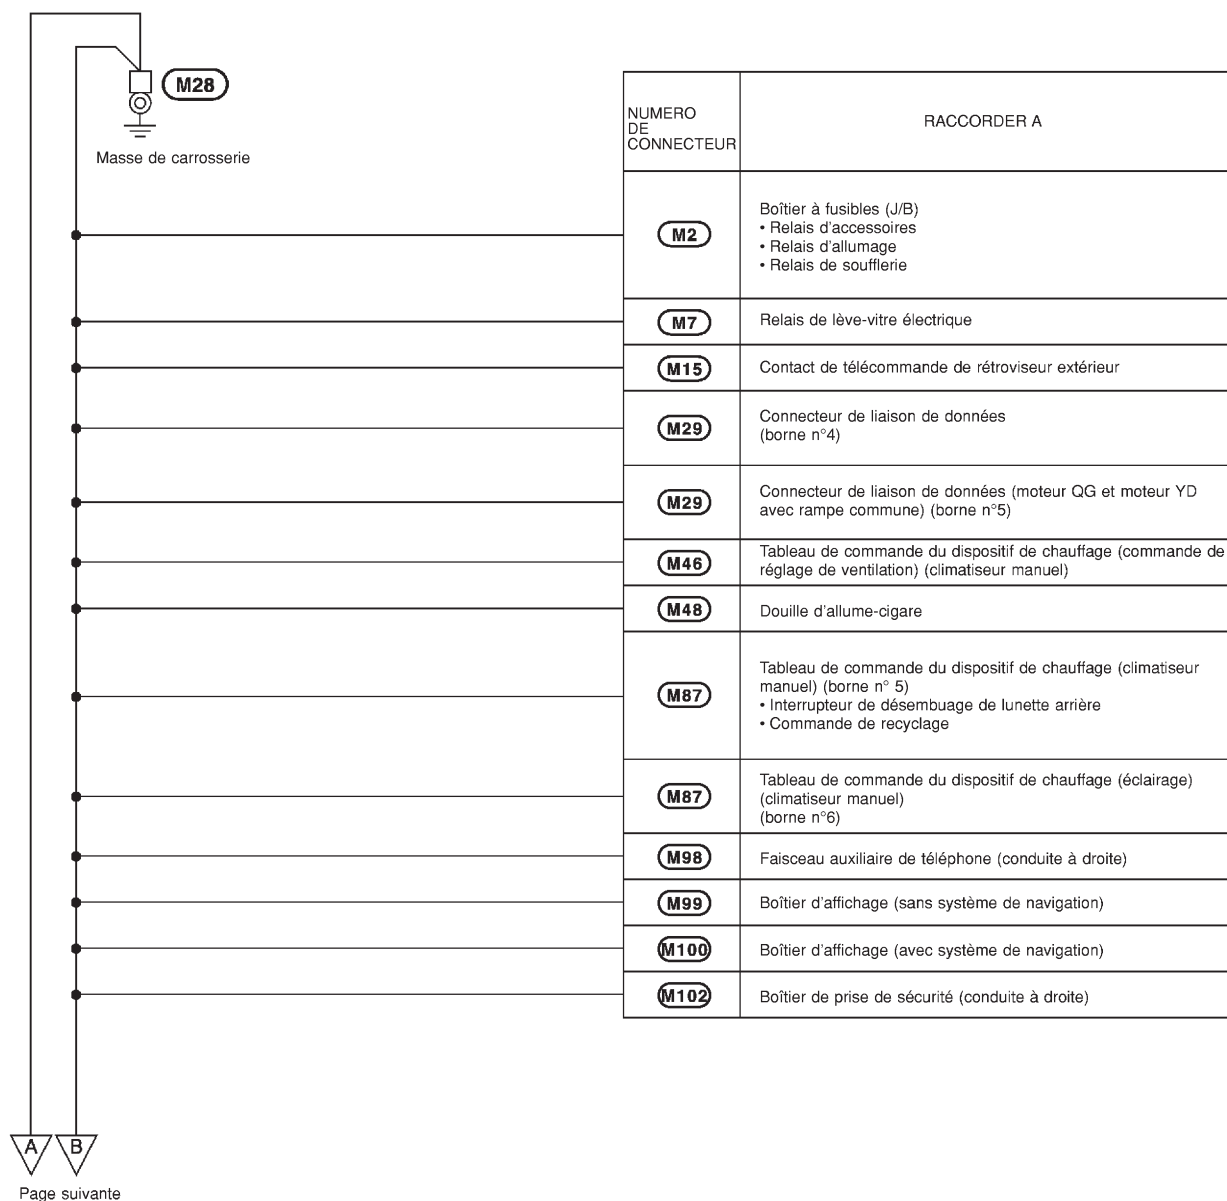 M28
Masse de carrosserie
NUMERO
DE
CONNECTEUR
RACCORDER A
M2
Boîtier à fusibles (J/B)
• Relais d'accessoires
• Relais d'allumage
• Relais de soufflerie
M7
Relais de lève-vitre électrique
M15
Contact de télécommande de rétroviseur extérieur
M29
Connecteur de liaison de données
(borne n°4)
M29
Connecteur de liaison de données (moteur QG et moteur YD
avec rampe commune) (borne n°5)
M46
Tableau de commande du dispositif de chauffage (commande de
réglage de ventilation) (climatiseur manuel)
M48
Douille d'allume-cigare
M87
Tableau de commande du dispositif de chauffage (climatiseur
manuel) (borne n° 5)
• Interrupteur de désembuage de lunette arrière
• Commande de recyclage
M87
Tableau de commande du dispositif de chauffage (éclairage)
(climatiseur manuel)
(borne n°6)
M98
Faisceau auxiliaire de téléphone (conduite à droite)
M99
Boîtier d'affichage (sans système de navigation)
M100
Boîtier d'affichage (avec système de navigation)
M102
Boîtier de prise de sécurité (conduite à droite)
A B
Page suivante